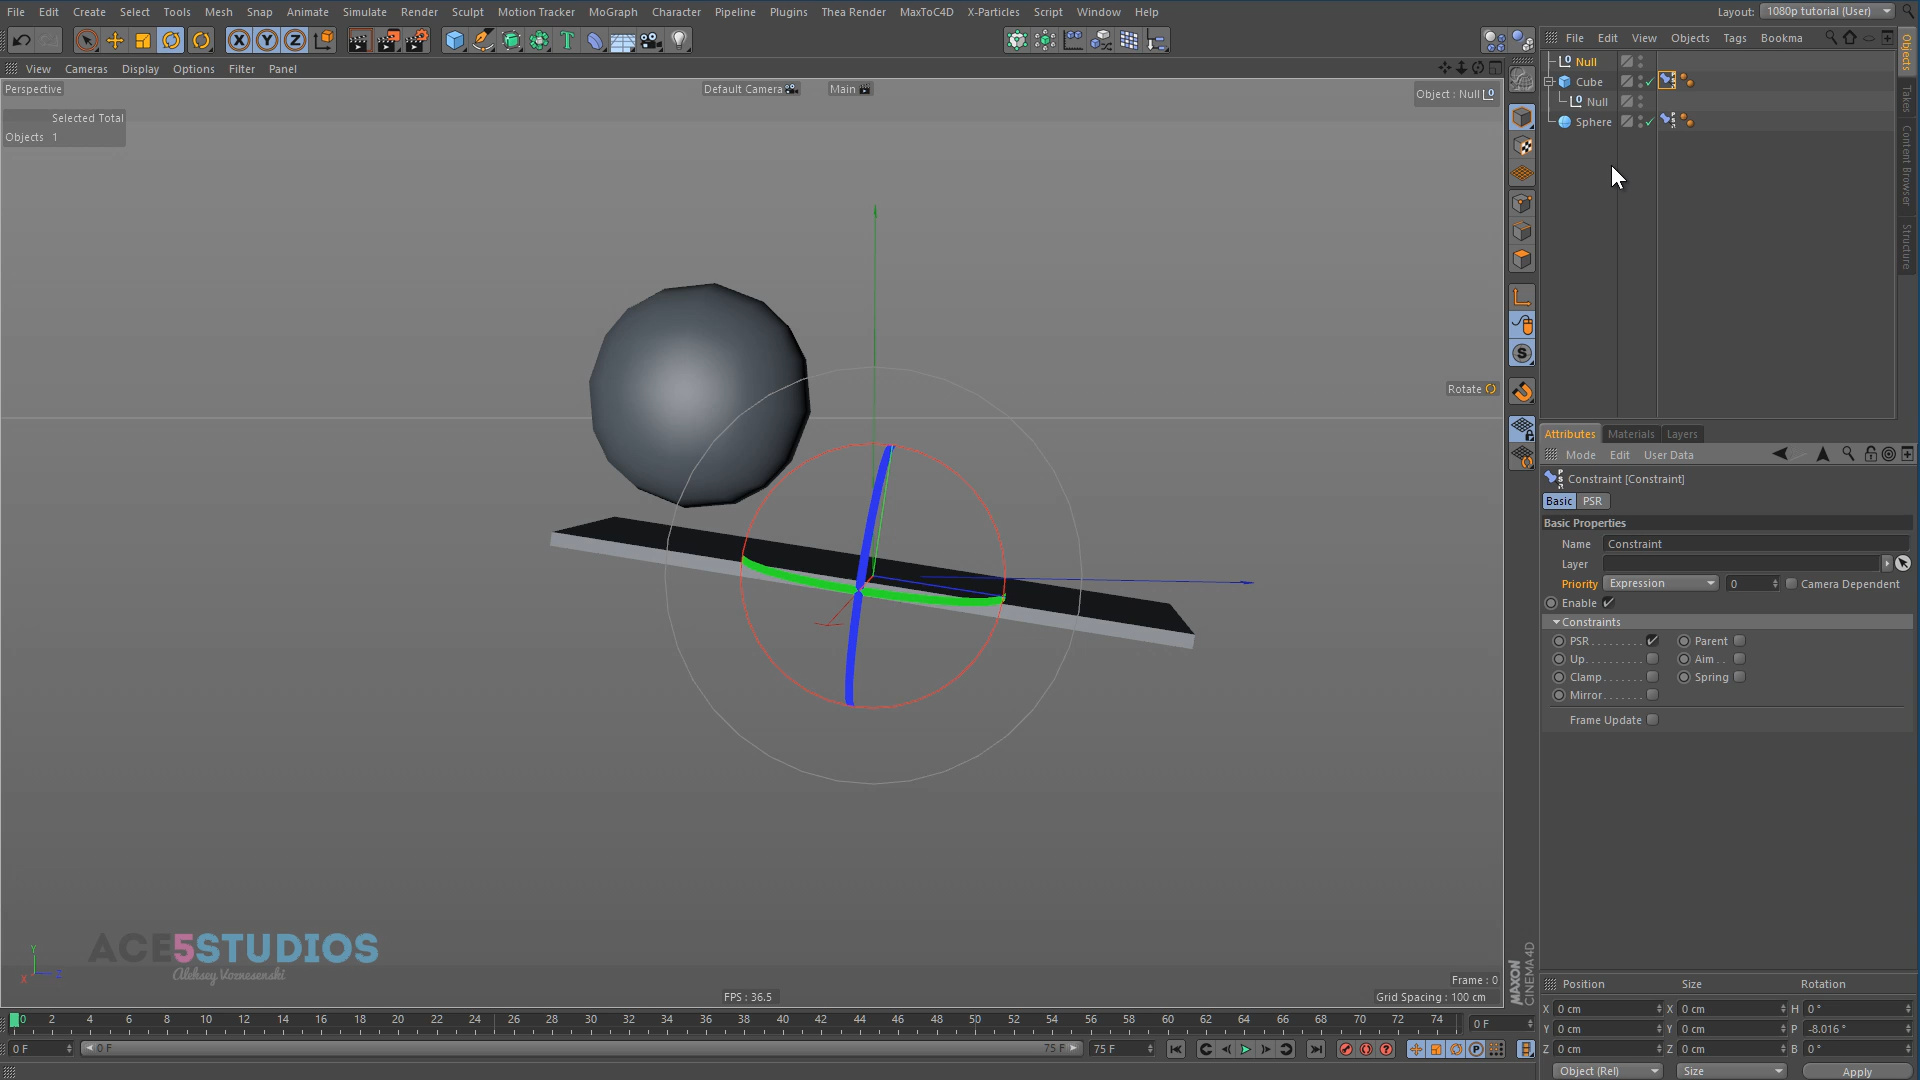 File Edit Create Select Tools Mesh Snap Animate Simulate Render Sculpt Motion Tracker MoGraph Character Pipeline Plugins Thea Render MaxToC4D X-Particles Script Window Help
Layout: 1080p tutorial (User)
X Y Z
File Edit View Objects Tags Bookma
View Cameras Display Options Filter Panel
Perspective
Default Camera
Main
Object : Null
Selected Total
Objects 1
Null
Cube
Null
Sphere
Objects
Takes
Content Browser
Structure
Rotate
Attributes Materials Layers
Mode Edit User Data
Constraint [Constraint]
Basic PSR
Basic Properties
Name Constraint
Layer
Priority Expression 0 Camera Dependent
Enable
Constraints
PSR Parent
Up Aim
Clamp Spring
Mirror
Frame Update
ACE5STUDIOS
Aleksey Voznesenski
Y
X Z
FPS : 36.5
Frame : 0
Grid Spacing : 100 cm
MAXON
CINEMA 4D
0 2 4 6 8 10 12 14 16 18 20 22 24 26 28 30 32 34 36 38 40 42 44 46 48 50 52 54 56 58 60 62 64 66 68 70 72 74
0 F
0 F 0 F 75 F 75 F
Position Size Rotation
X 0 cm X 0 cm H 0 °
Y 0 cm Y 0 cm P -8.016 °
Z 0 cm Z 0 cm B 0 °
Object (Rel) Size Apply